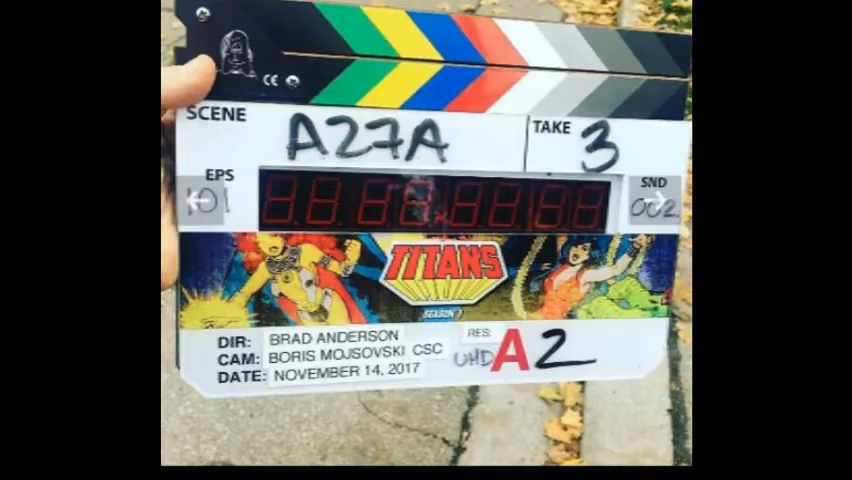 CE
SCENE
A27A
TAKE 3
EPS
101
SND
002
TITANS
SEASON 1
DIR: BRAD ANDERSON
CAM: BORIS MOJSOVSKI CSC
DATE: NOVEMBER 14, 2017
RES:
UHD A2